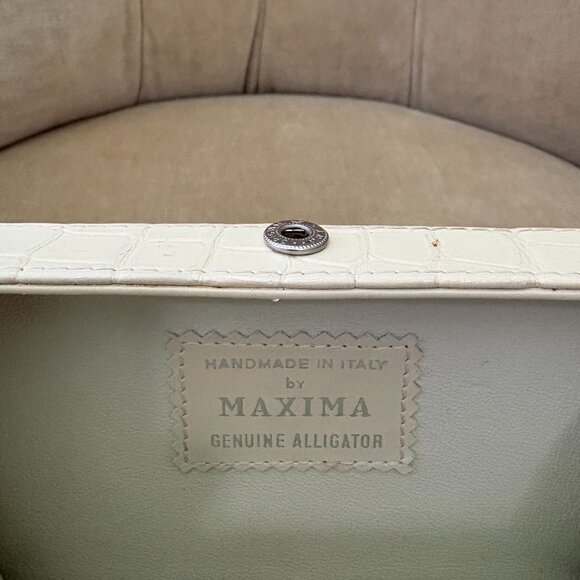 HANDMADE IN ITALY
by
MAXIMA
GENUINE ALLIGATOR